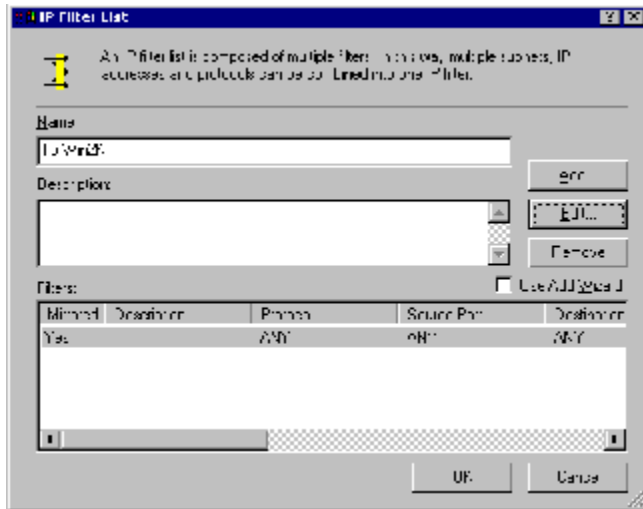 IP Filter List
An IP filter list is composed of multiple filters. In this way, multiple subnets, IP
addresses and protocols can be combined into one IP filter.
Name
To Win2K
Description:
Add
Edit...
Remove
Filters:
Use Add Wizard
Mirrored Description Protocol Source Port Destination
Yes ANY ANY ANY
OK Cancel